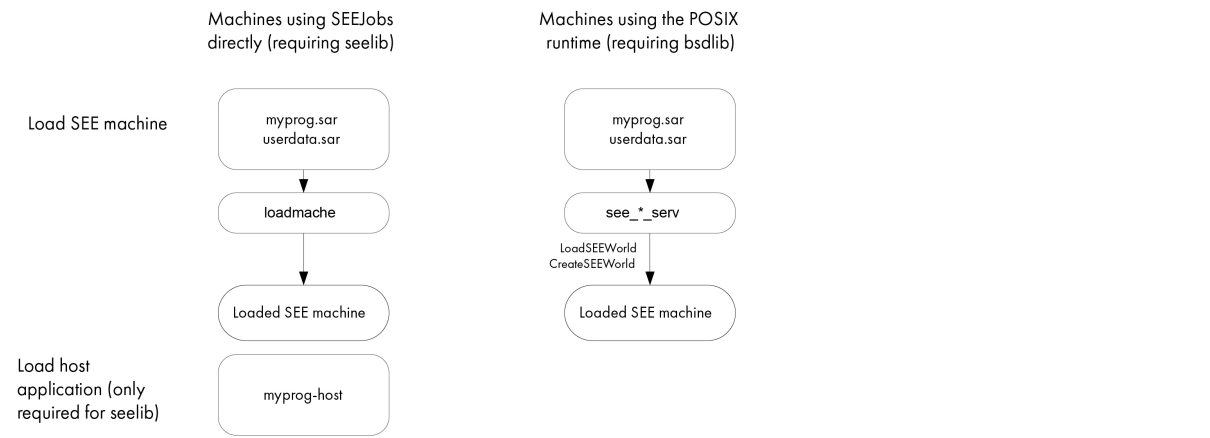 Machines using SEEJobs
directly (requiring seelib)
Machines using the POSIX
runtime (requiring bsdlib)
Load SEE machine
myprog.sar
userdata.sar
myprog.sar
userdata.sar
loadmache
see_*_serv
LoadSEEWorld
CreateSEEWorld
Loaded SEE machine
Loaded SEE machine
Load host
application (only
required for seelib)
myprog-host